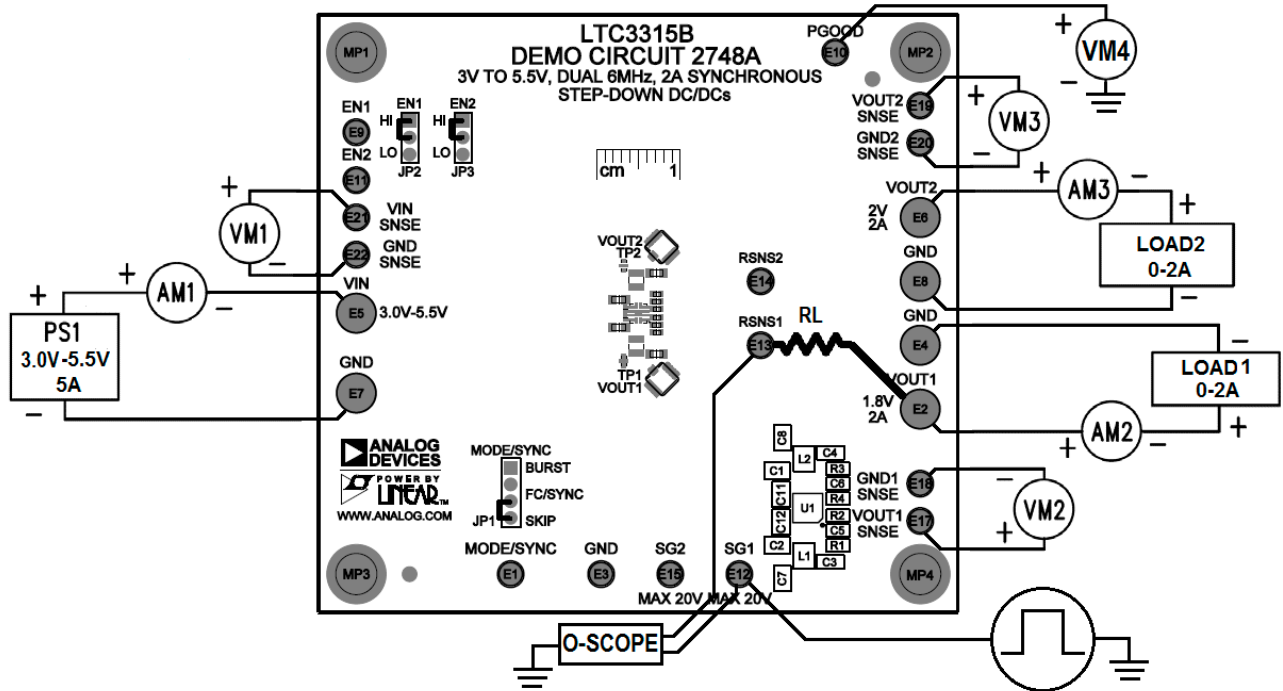 LTC3315B
DEMO CIRCUIT 2748A
3V TO 5.5V, DUAL 6MHz, 2A SYNCHRONOUS
STEP-DOWN DC/DCs
MP1
PGOOD
E10
MP2
+
VM4
-
EN1
E9
EN1
HI
LO
JP2
EN2
HI
LO
JP3
EN2
E11
VOUT2
SNSE
E19
GND2
SNSE
E20
+
VM3
-
cm 1
+
VM1
-
VIN
SNSE
E21
GND
SNSE
E22
VOUT2
2V
2A
E6
+
AM3
-
+
LOAD2
0-2A
-
GND
E8
+
PS1
3.0V-5.5V
5A
-
+
AM1
-
VIN
E5
3.0V-5.5V
GND
E7
VOUT2
TP2
TP1
VOUT1
RSNS2
E14
RSNS1
E13
RL
GND
E4
-
LOAD1
0-2A
+
VOUT1
1.8V
2A
E2
+
AM2
-
ANALOG
DEVICES
POWER BY
LINEAR™
WWW.ANALOG.COM
MODE/SYNC
BURST
FC/SYNC
JP1
SKIP
C8
L2
C4
R3
C1
C6
C11
R4
U1
R2
C12
C5
C2
R1
L1
C3
C7
GND1
SNSE
E18
VOUT1
SNSE
E17
-
VM2
+
MP3
MODE/SYNC
E1
GND
E3
SG2
E15
MAX 20V
SG1
E12
MAX 20V
MP4
O-SCOPE